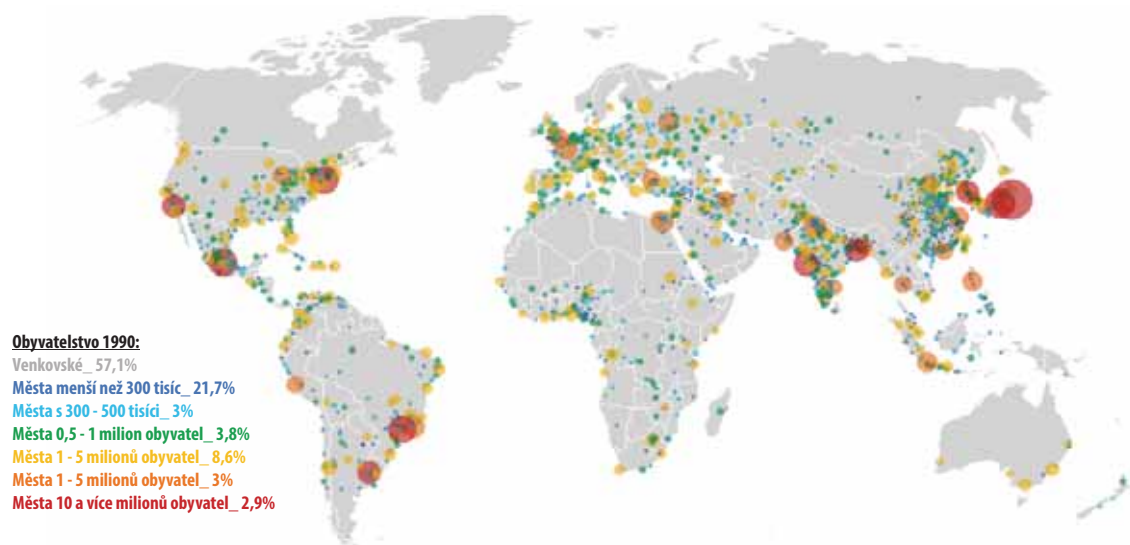 Obyvatelstvo 1990:
Venkovské_ 57,1%
Města menší než 300 tisíc_ 21,7%
Města s 300 - 500 tisíci_ 3%
Města 0,5 - 1 milion obyvatel_ 3,8%
Města 1 - 5 milionů obyvatel_ 8,6%
Města 1 - 5 milionů obyvatel_ 3%
Města 10 a více milionů obyvatel_ 2,9%